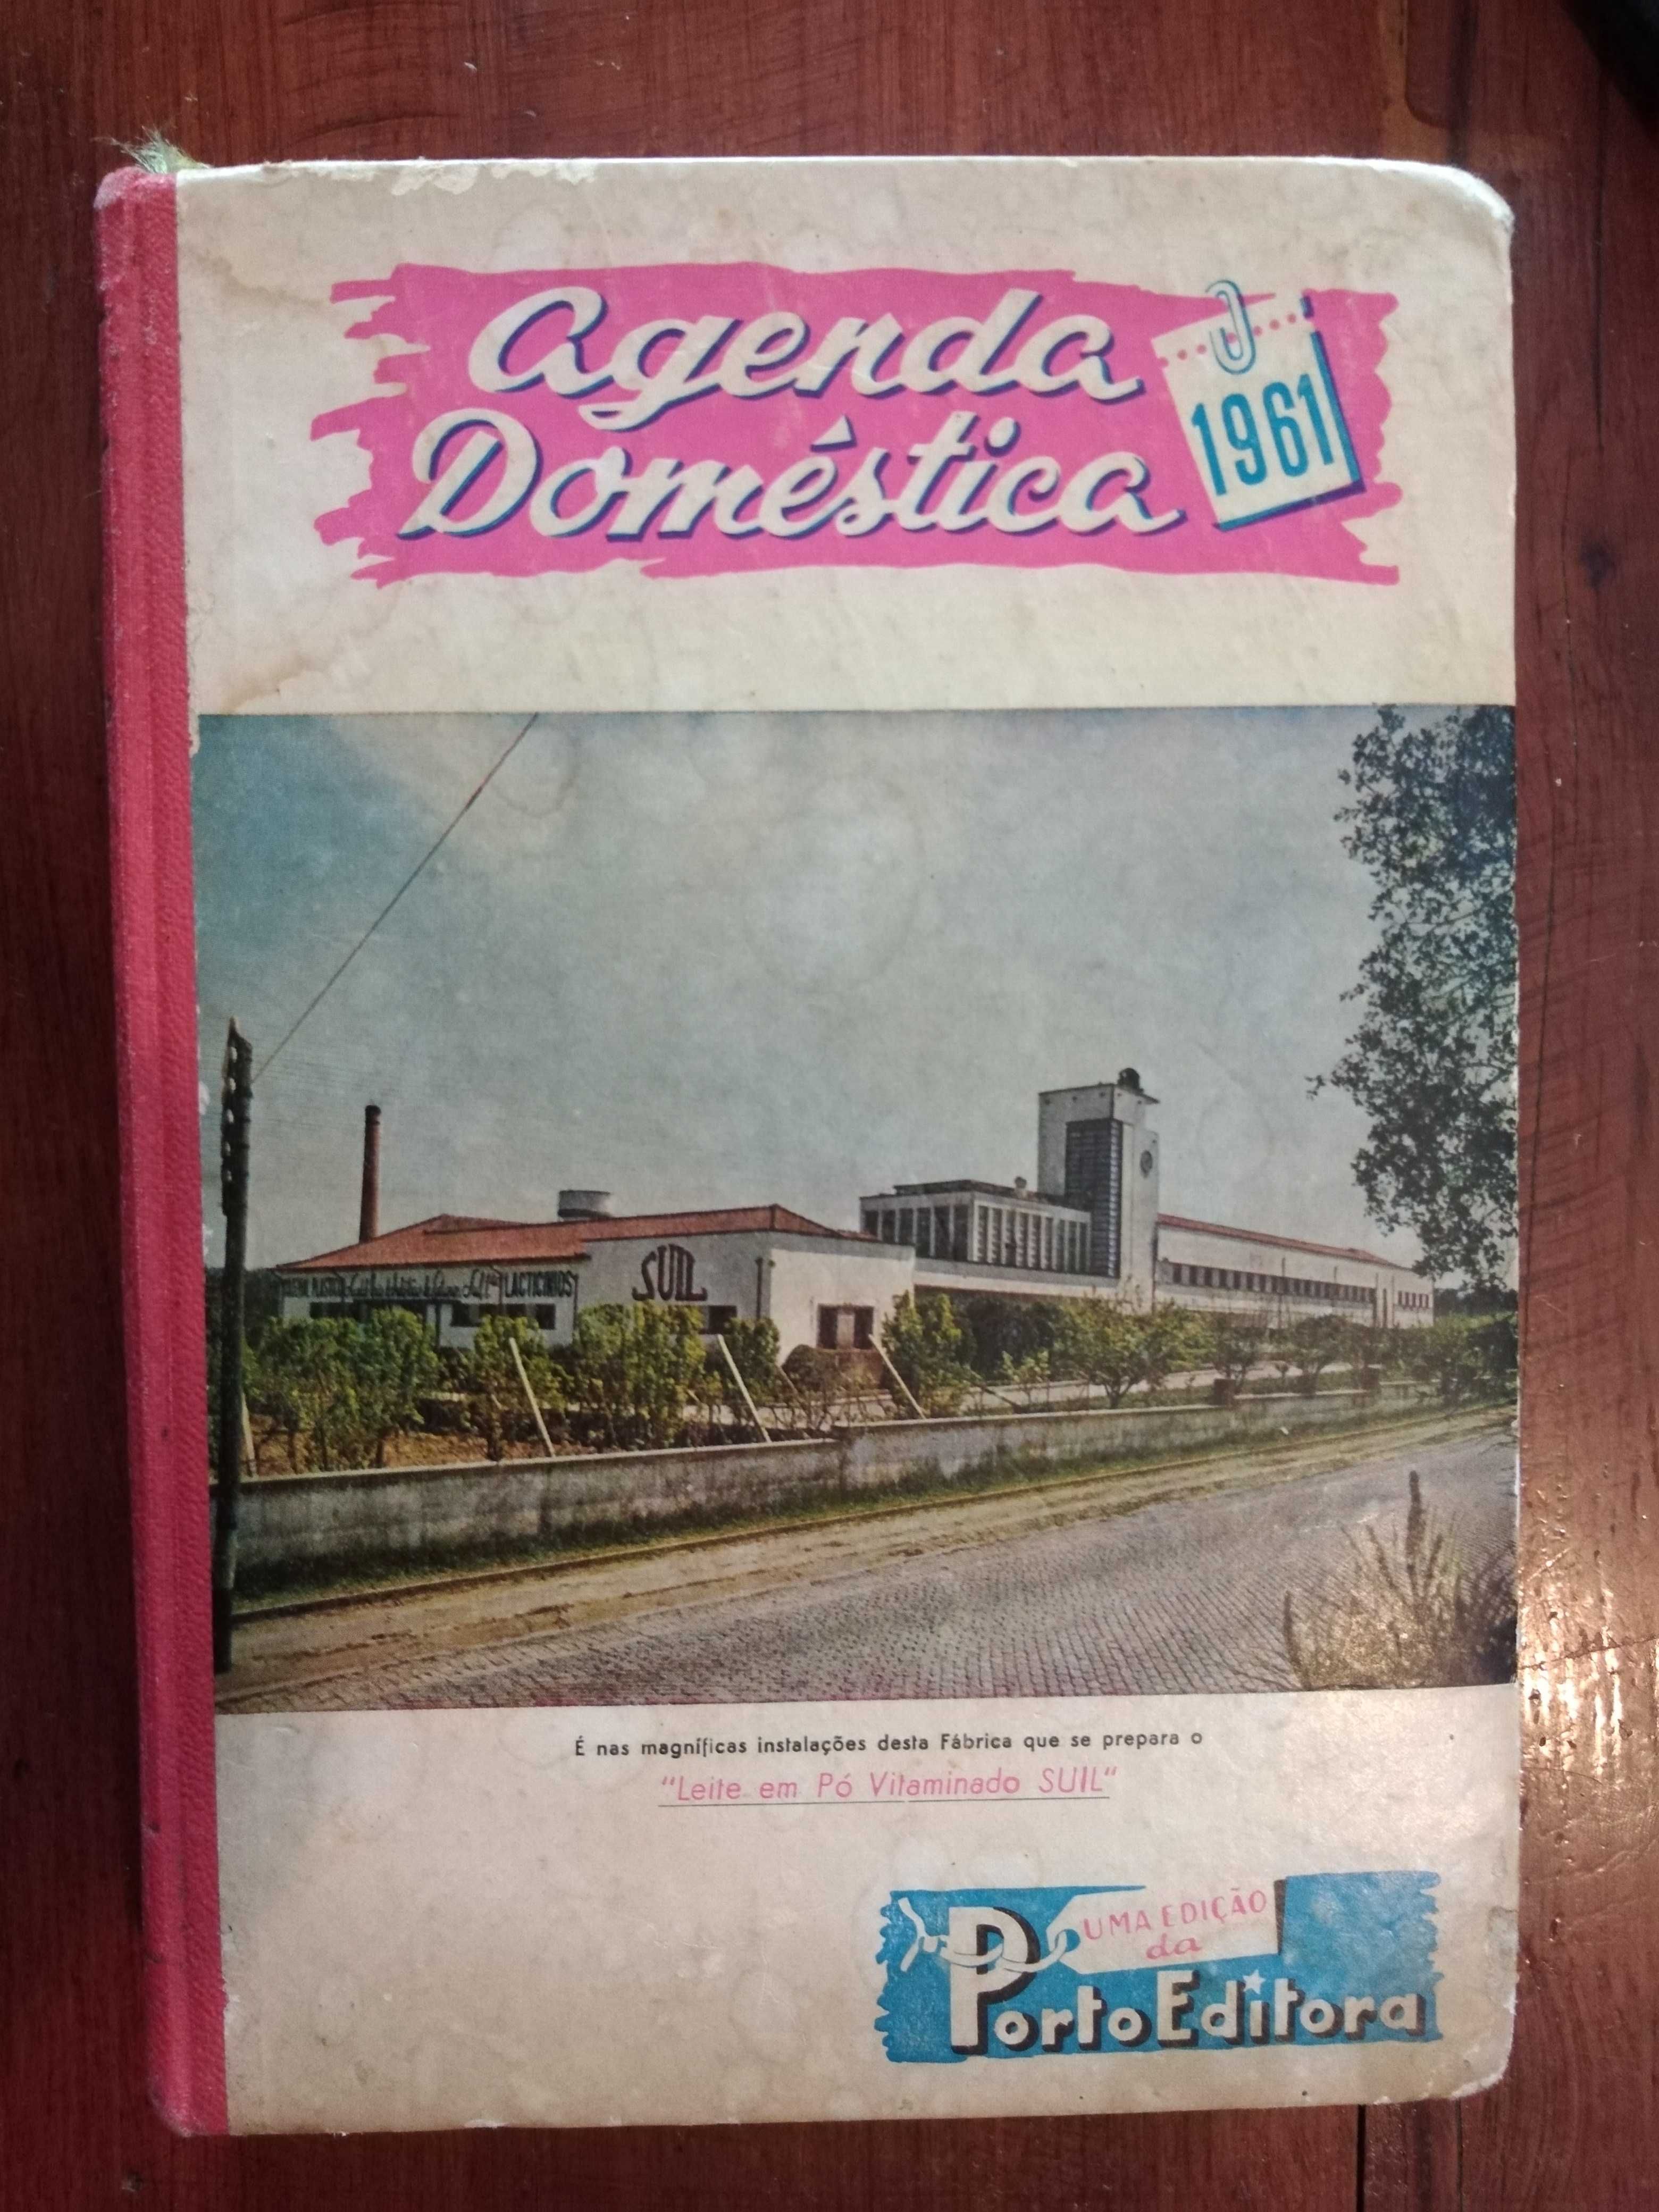 Agenda
Doméstica
1961
SUIL
LACTICINIOS
É nas magníficas instalações desta Fábrica que se prepara o
"Leite em Pó Vitaminado SUIL"
UMA EDIÇÃO
da
Porto Editora